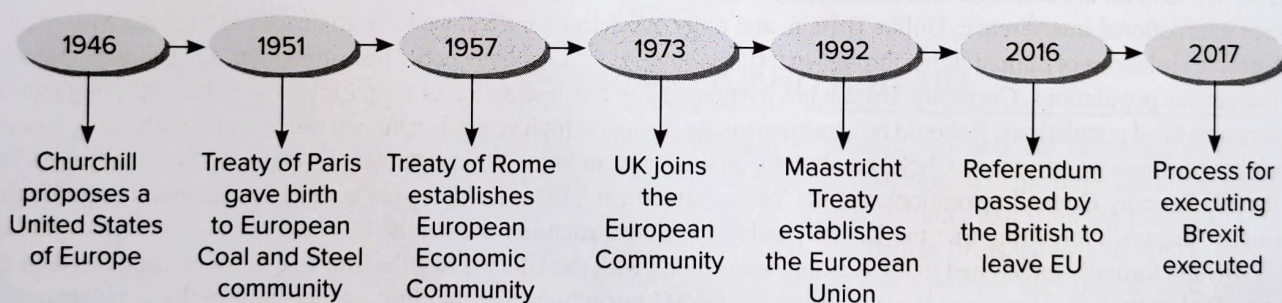 1946
1951
1957
1973
1992
2016
2017
Churchill
proposes a
United States
of Europe
Treaty of Paris
gave birth
to European
Coal and Steel
community
Treaty of Rome
establishes
European
Economic
Community
UK joins
the
European
Community
Maastricht
Treaty
establishes
the European
Union
Referendum
passed by
the British to
leave EU
Process for
executing
Brexit
executed